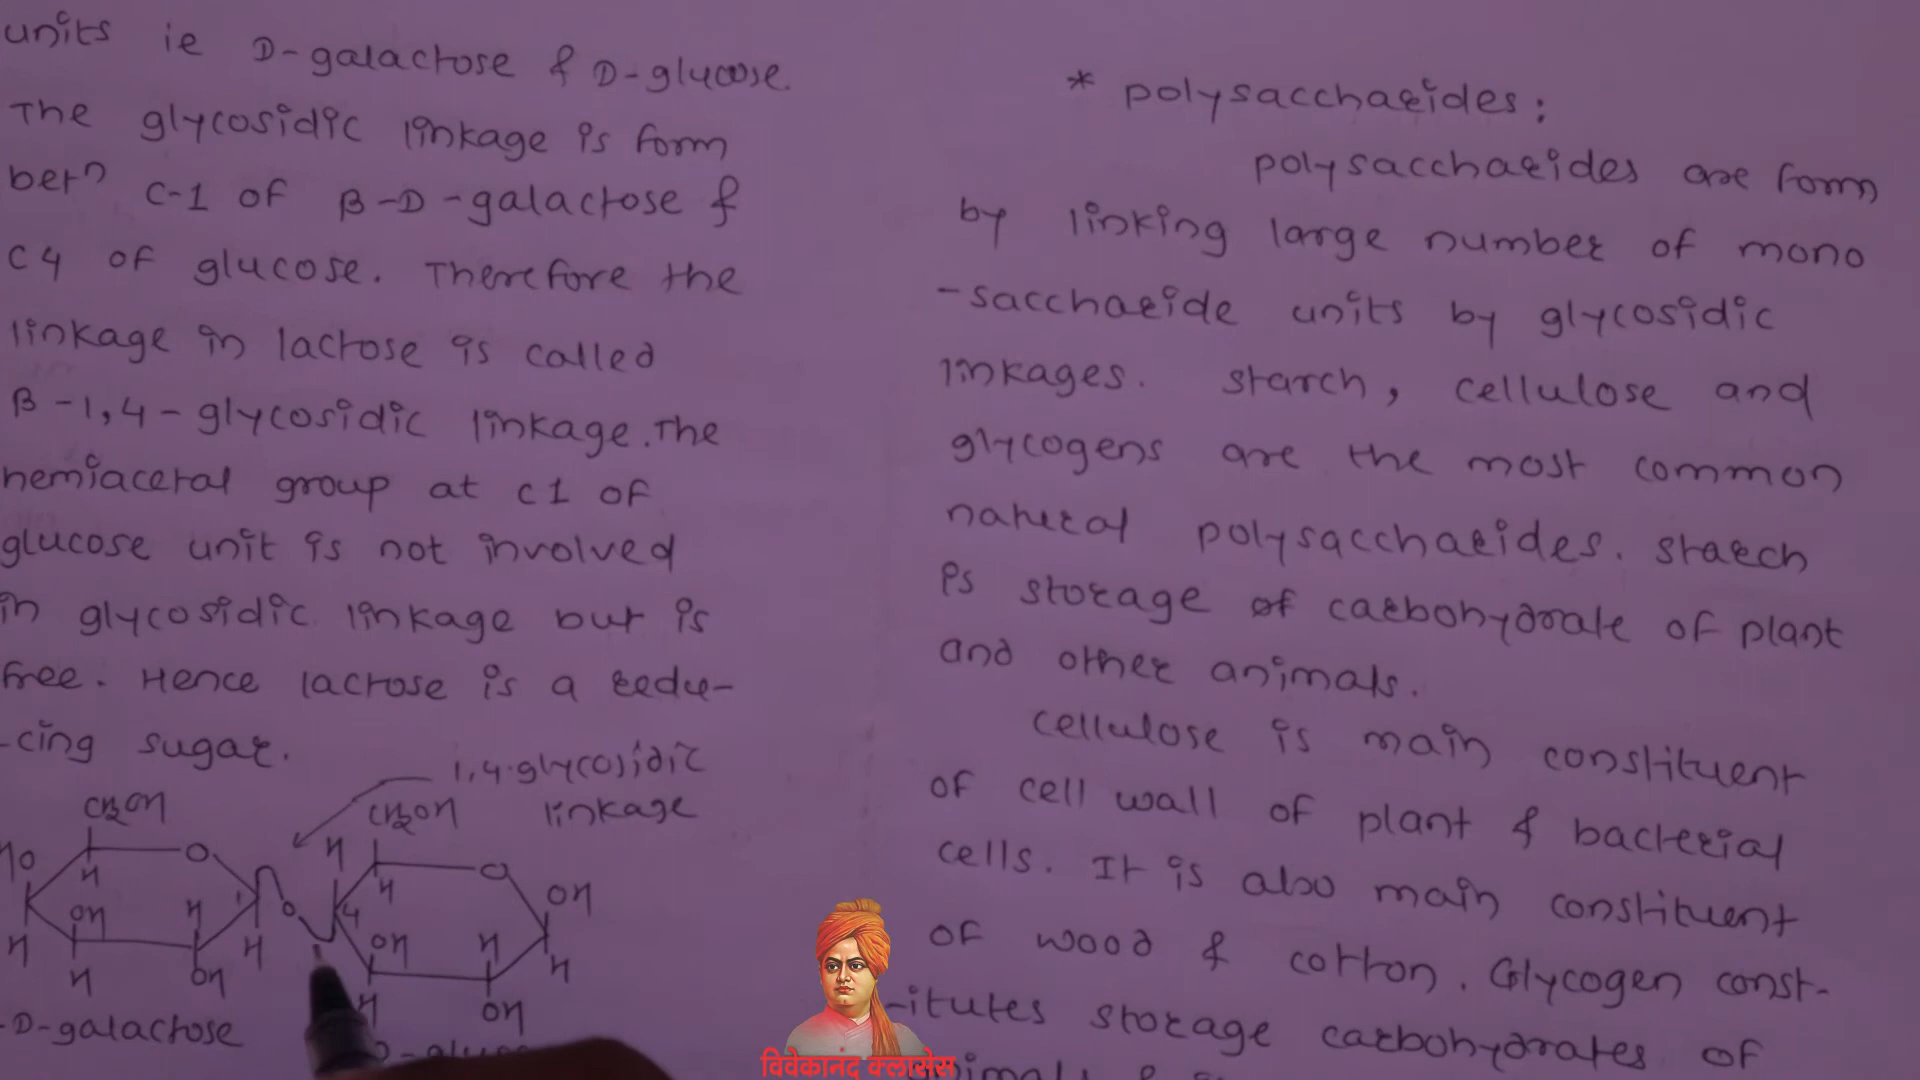 units ie D-galactose & D-glucose.
The glycosidic linkage is form
betn C-1 of β-D-galactose &
C4 of glucose. Therefore the
linkage in lactose is called
β-1,4-glycosidic linkage. The
hemiacetal group at C1 of
glucose unit is not involved
in glycosidic linkage but is
free. Hence lactose is a redu-
-cing sugar.
1,4-glycosidic
linkage
CH2OH
CH2OH
HO
O
H
H
O
H
OH
OH
H
1
O
4
OH
H
H
H
OH
H
H
H
OH
H
OH
-D-galactose
* polysaccharides:
polysaccharides are form
by linking large number of mono
-saccharide units by glycosidic
linkages. starch, cellulose and
glycogens are the most common
natural polysaccharides. starch
is storage of carbohydrate of plant
and other animals.
cellulose is main constituent
of cell wall of plant & bacterial
cells. It is also main constituent
of wood & cotton. Glycogen const-
-itutes storage carbohydrates of
विवेकानंद क्लासेस